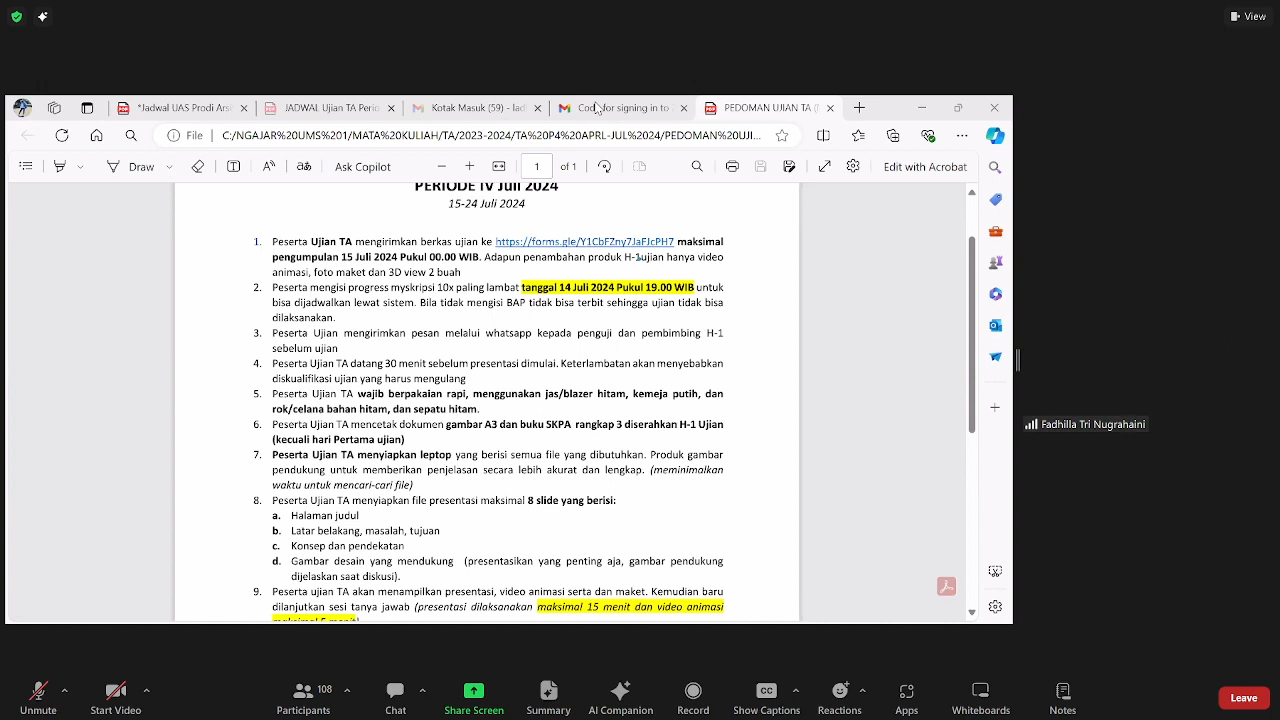 View
*Jadwal UAS Prodi Arsi
JADWAL UJIAN TA Perio
Kotak Masuk (59) - ladi
Code for signing in to
PEDOMAN UJIAN TA (
File
C:/NGAJAR%20UMS%201/MATA%20KULIAH/TA/2023-2024/TA%20P4%20APRL-JUL%2024/PEDOMAN%20UJI...
Draw
Ask Copilot
1
of 1
Edit with Acrobat
PERIODE IV Juli 2024
15-24 Juli 2024
1. Peserta Ujian TA mengirimkan berkas ujian ke https://forms.gle/Y1CbFZny7JaFJcPH7 maksimal
pengumpulan 15 Juli 2024 Pukul 00.00 WIB. Adapun penambahan produk H-1ujian hanya video
animasi, foto maket dan 3D view 2 buah
2. Peserta mengisi progress myskripsi 10x paling lambat tanggal 14 Juli 2024 Pukul 19.00 WIB untuk
bisa dijadwalkan lewat sistem. Bila tidak mengisi BAP tidak bisa terbit sehingga ujian tidak bisa
dilaksanakan.
3. Peserta Ujian mengirimkan pesan melalui whatsapp kepada penguji dan pembimbing H-1
sebelum ujian
4. Peserta Ujian TA datang 30 menit sebelum presentasi dimulai. Keterlambatan akan menyebabkan
diskualifikasi ujian yang harus mengulang
5. Peserta Ujian TA wajib berpakaian rapi, menggunakan jas/blazer hitam, kemeja putih, dan
rok/celana bahan hitam, dan sepatu hitam.
6. Peserta Ujian TA mencetak dokumen gambar A3 dan buku SKPA rangkap 3 diserahkan H-1 Ujian
(kecuali hari Pertama ujian)
7. Peserta Ujian TA menyiapkan leptop yang berisi semua file yang dibutuhkan. Produk gambar
pendukung untuk memberikan penjelasan secara lebih akurat dan lengkap. (meminimalkan
waktu untuk mencari-cari file)
8. Peserta Ujian TA menyiapkan file presentasi maksimal 8 slide yang berisi:
a. Halaman judul
b. Latar belakang, masalah, tujuan
c. Konsep dan pendekatan
d. Gambar desain yang mendukung (presentasikan yang penting aja, gambar pendukung
dijelaskan saat diskusi).
9. Peserta ujian TA akan menampilkan presentasi, video animasi serta dan maket. Kemudian baru
dilanjutkan sesi tanya jawab (presentasi dilaksanakan maksimal 15 menit dan video animasi
maksimal 5 menit)
Fadhilla Tri Nugrahaini
Unmute
Start Video
108
Participants
Chat
Share Screen
Summary
AI Companion
Record
CC
Show Captions
Reactions
Apps
Whiteboards
Notes
Leave